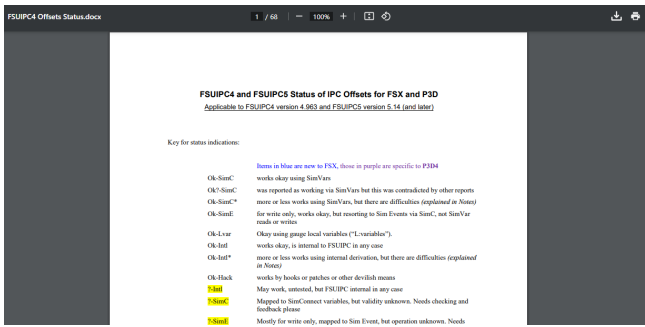 FSUIPC4 Offsets Status.docx
1 / 68 | − 100% +
FSUIPC4 and FSUIPC5 Status of IPC Offsets for FSX and P3D
Applicable to FSUIPC4 version 4.963 and FSUIPC5 version 5.14 (and later)
Key for status indications:
Items in blue are new to FSX, those in purple are specific to P3D4
Ok-SimC works okay using SimVars
Ok?-SimC was reported as working via SimVars but this was contradicted by other reports
Ok-SimC* more or less works using SimVars, but there are difficulties (explained in Notes)
Ok-SimE for write only, works okay, but resorting to Sim Events via SimC, not SimVar
reads or writes
Ok-Lvar Okay using gauge local variables ("L:variables").
Ok-Intl works okay, is internal to FSUIPC in any case
Ok-Intl* more or less works using internal derivation, but there are difficulties (explained
in Notes)
Ok-Hack works by hooks or patches or other devilish means
?-Intl May work, untested, but FSUIPC internal in any case
?-SimC Mapped to SimConnect variables, but validity unknown. Needs checking and
feedback please
?-SimE Mostly for write only, mapped to Sim Event, but operation unknown. Needs